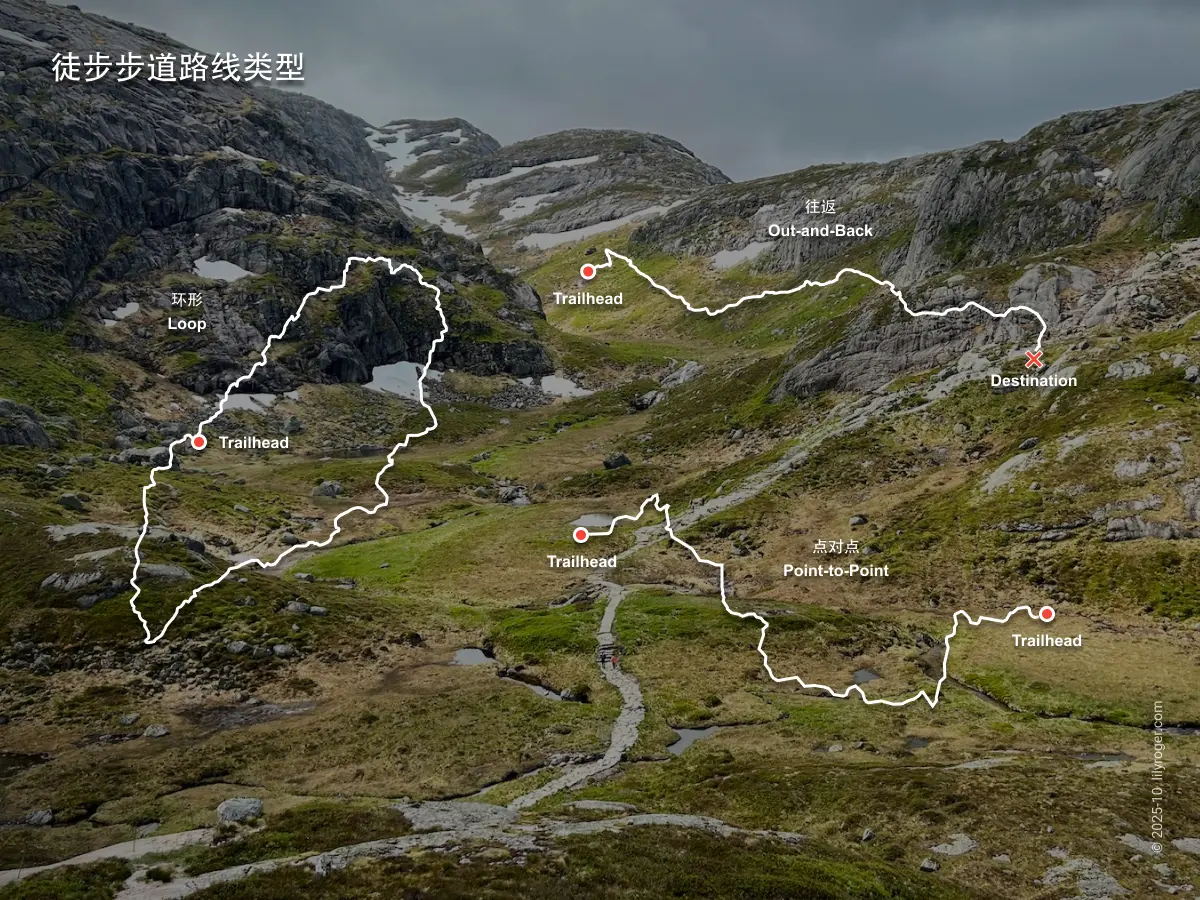 徒步步道路线类型
往返
Out-and-Back
Trailhead
Destination
环形
Loop
Trailhead
点对点
Point-to-Point
Trailhead
Trailhead
© 2025-10 lilyroger.com